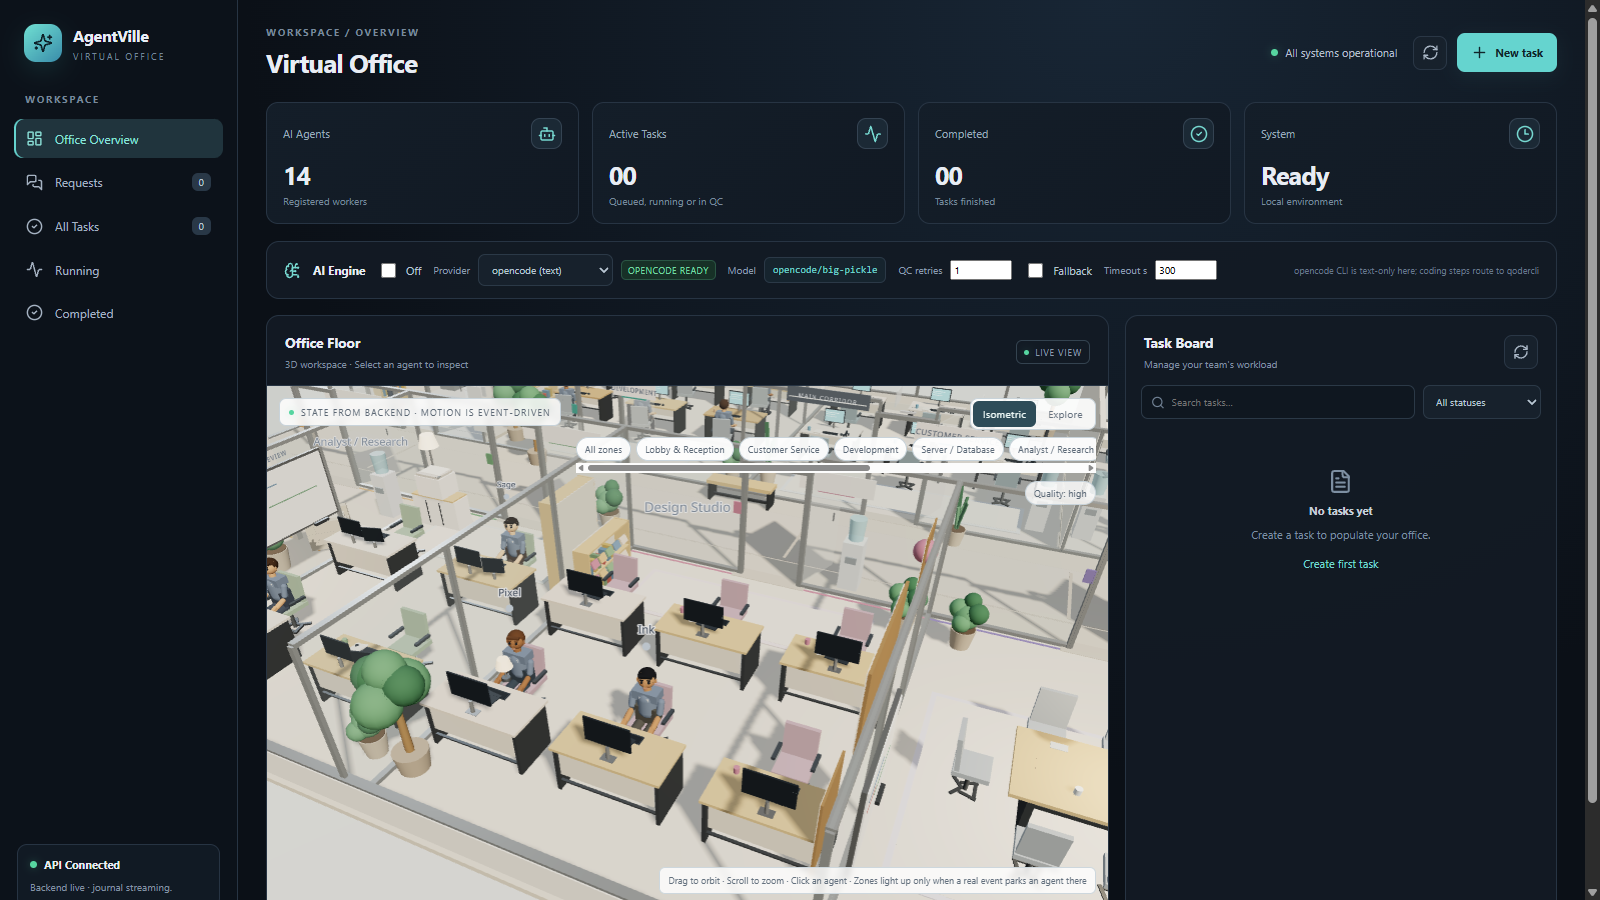 AgentVille
VIRTUAL OFFICE
WORKSPACE
Office Overview
Requests 0
All Tasks 0
Running
Completed
API Connected
Backend live · journal streaming.
WORKSPACE / OVERVIEW
Virtual Office
All systems operational
New task
AI Agents
14
Registered workers
Active Tasks
00
Queued, running or in QC
Completed
00
Tasks finished
System
Ready
Local environment
AI Engine Off Provider opencode (text) OPENCODE READY Model opencode/big-pickle QC retries 1 Fallback Timeout s 300 opencode CLI is text-only here; coding steps route to qodercli
Office Floor
3D workspace · Select an agent to inspect
LIVE VIEW
STATE FROM BACKEND · MOTION IS EVENT-DRIVEN
Isometric Explore
All zones Lobby & Reception Customer Service Development Server / Database Analyst / Research
Quality: high
MAIN CORRIDOR
Analyst / Research
Sage
Design Studio
Pixel
Ink
Drag to orbit · Scroll to zoom · Click an agent · Zones light up only when a real event parks an agent there
Task Board
Manage your team's workload
Search tasks...
All statuses
No tasks yet
Create a task to populate your office.
Create first task